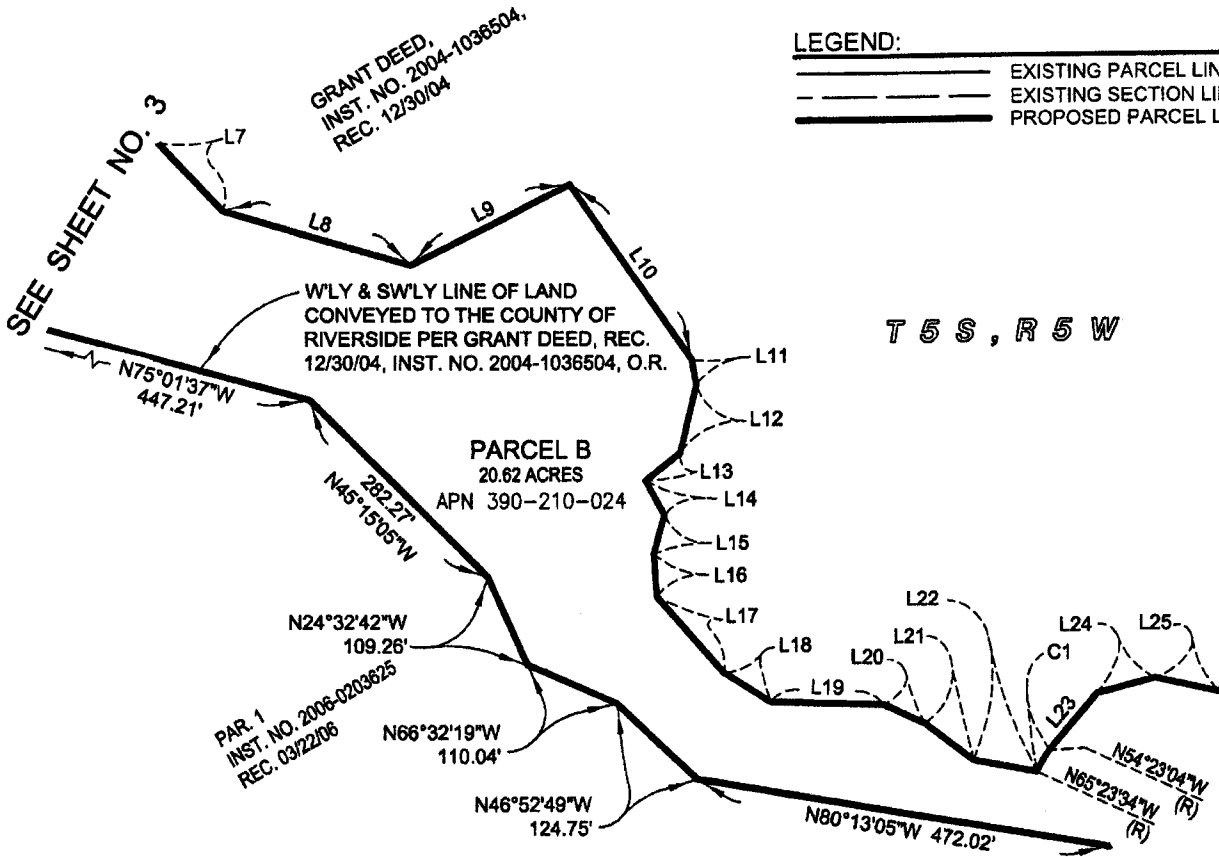 GRANT DEED,
INST. NO. 2004-1036504,
REC. 12/30/04
LEGEND:
EXISTING PARCEL LIN
EXISTING SECTION LI
PROPOSED PARCEL L
SEE SHEET NO. 3
L7
L8
L9
L10
W'LY & SW'LY LINE OF LAND
CONVEYED TO THE COUNTY OF
RIVERSIDE PER GRANT DEED, REC.
12/30/04, INST. NO. 2004-1036504, O.R.
T 5 S , R 5 W
L11
N75°01'37"W
447.21'
L12
PARCEL B
20.62 ACRES
APN 390-210-024
L13
L14
282.27'
N45°15'05"W
L15
L16
L17
L18
L19
L20
L21
L22
C1
L23
L24
L25
N24°32'42"W
109.26'
PAR. 1
INST. NO. 2006-0203625
REC. 03/22/06
N66°32'19"W
110.04'
N46°52'49"W
124.75'
N54°23'04"W
(R)
N65°23'34"W
(R)
N80°13'05"W 472.02'